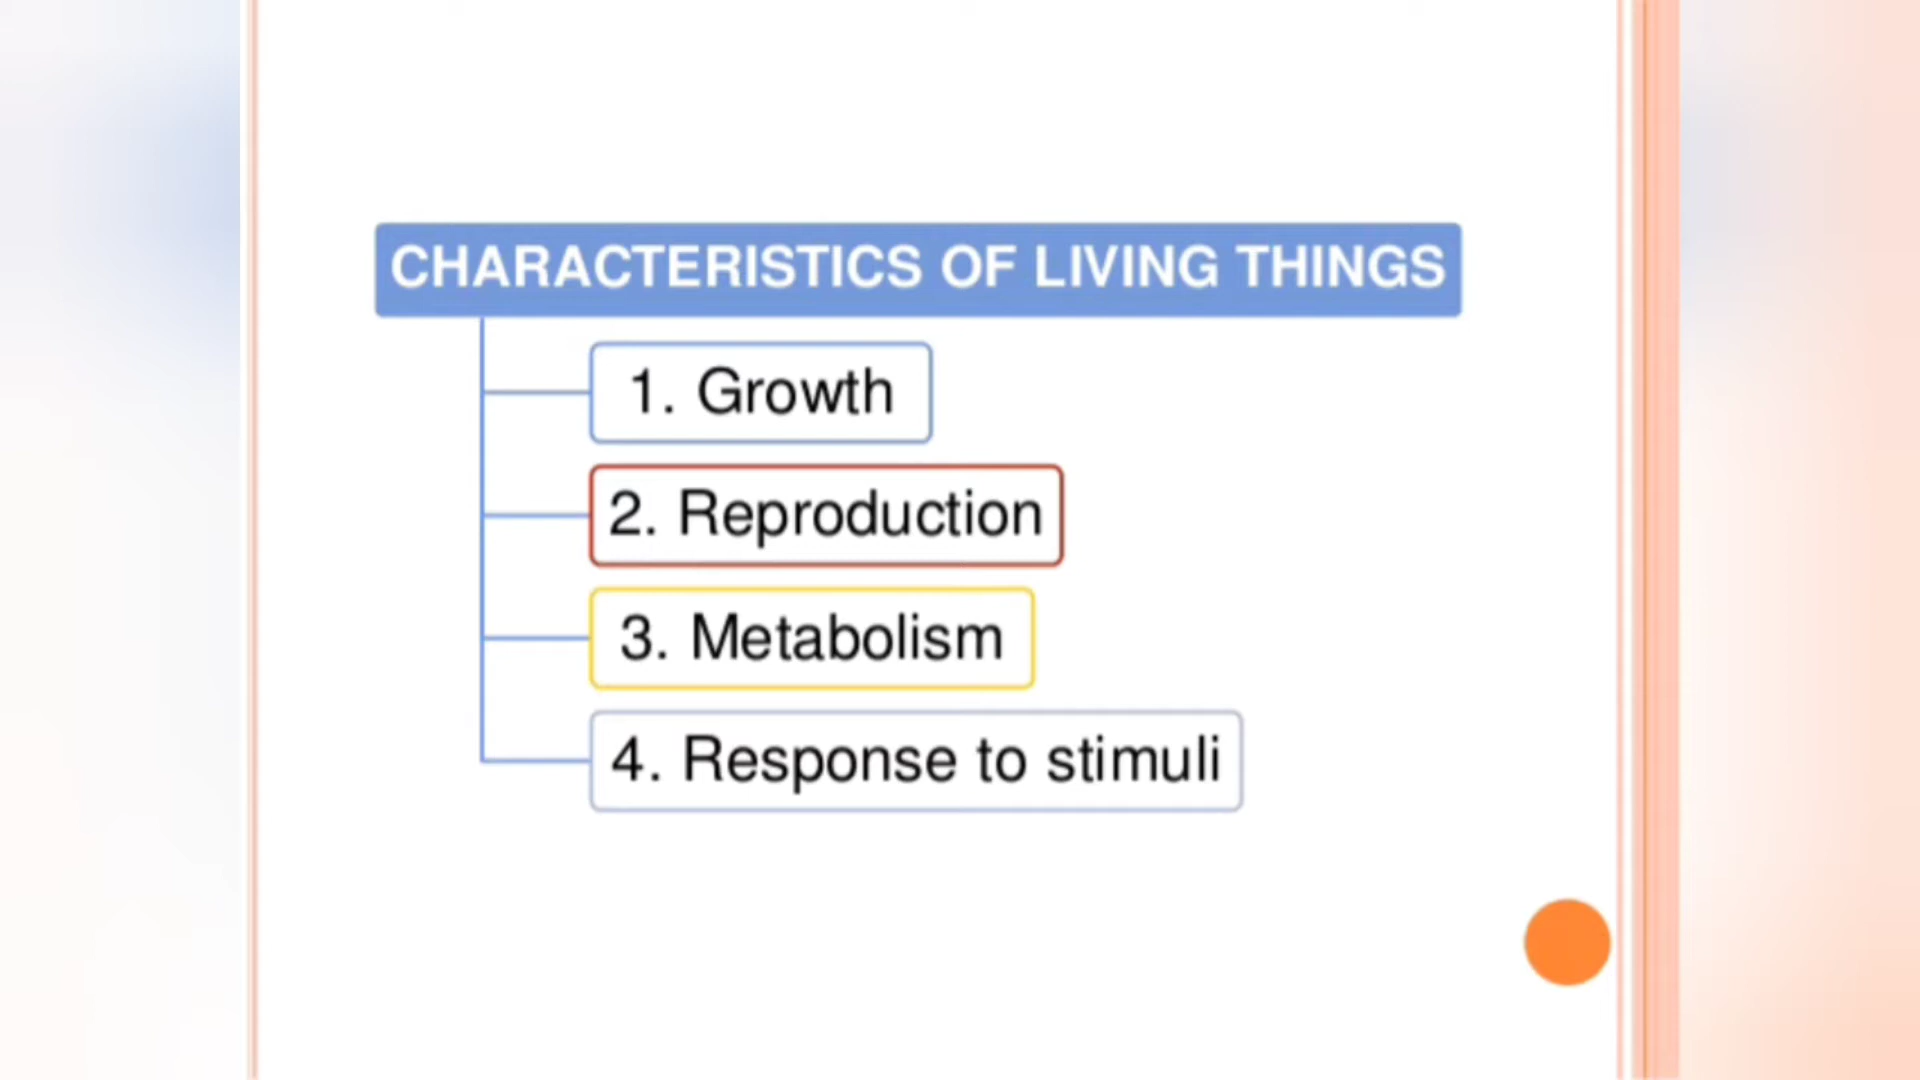 CHARACTERISTICS OF LIVING THINGS
1. Growth
2. Reproduction
3. Metabolism
4. Response to stimuli